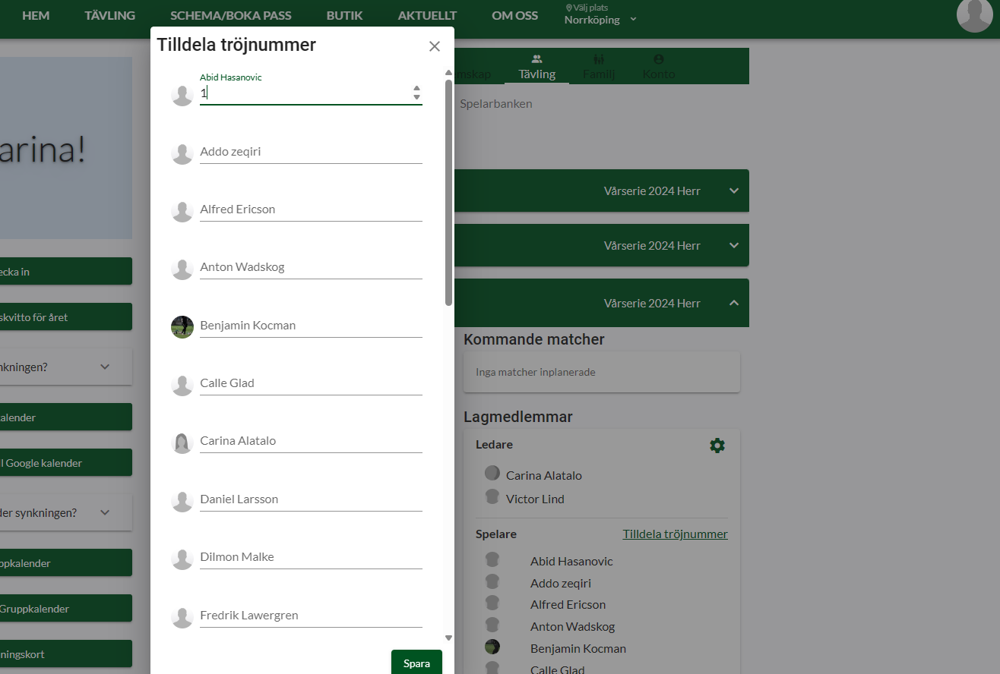 HEM TÄVLING SCHEMA/BOKA PASS BUTIK AKTUELLT OM OSS
Välj plats
Norrköping
Tilldela tröjnummer
Abid Hasanovic
1
Addo zeqiri
Alfred Ericson
Anton Wadskog
Benjamin Kocman
Calle Glad
Carina Alatalo
Daniel Larsson
Dilmon Malke
Fredrik Lawergren
Spara
arina!
ecka in
skvitto för året
nkningen?
alender
ll Google kalender
der synkningen?
ppkalender
Gruppkalender
ningskort
mskap Tävling Familj Konto
Spelarbanken
Vårserie 2024 Herr
Vårserie 2024 Herr
Vårserie 2024 Herr
Kommande matcher
Inga matcher inplanerade
Lagmedlemmar
Ledare
Carina Alatalo
Victor Lind
Spelare Tilldela tröjnummer
Abid Hasanovic
Addo zeqiri
Alfred Ericson
Anton Wadskog
Benjamin Kocman
Calle Glad